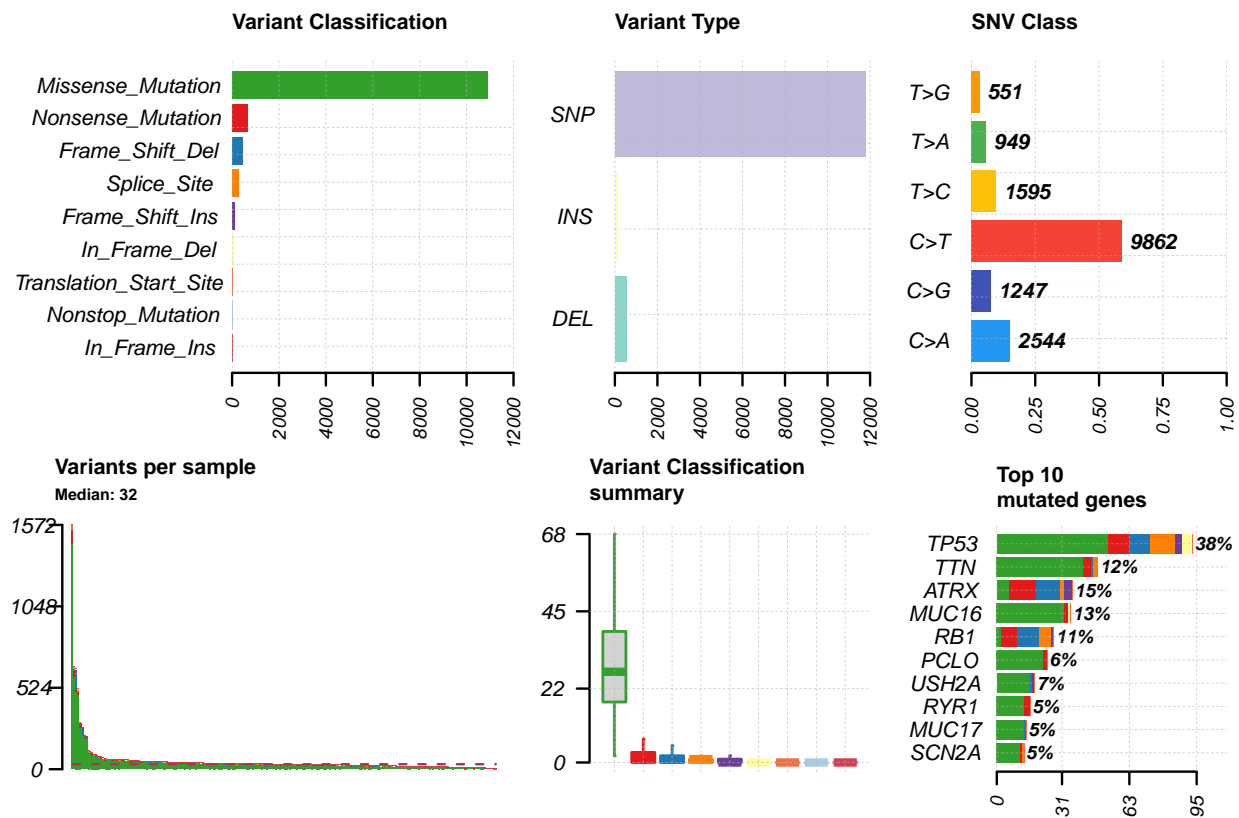 Variant Classification
Missense_Mutation
Nonsense_Mutation
Frame_Shift_Del
Splice_Site
Frame_Shift_Ins
In_Frame_Del
Translation_Start_Site
Nonstop_Mutation
In_Frame_Ins
0
2000
4000
6000
8000
10000
12000
Variant Type
SNP
INS
DEL
0
2000
4000
6000
8000
10000
12000
SNV Class
T>G 551
T>A 949
T>C 1595
C>T 9862
C>G 1247
C>A 2544
0.00
0.25
0.50
0.75
1.00
Variants per sample
Median: 32
1572
1048
524
0
Variant Classification
summary
68
45
22
0
Top 10
mutated genes
TP53 38%
TTN 12%
ATRX 15%
MUC16 13%
RB1 11%
PCLO 6%
USH2A 7%
RYR1 5%
MUC17 5%
SCN2A 5%
0
31
63
95